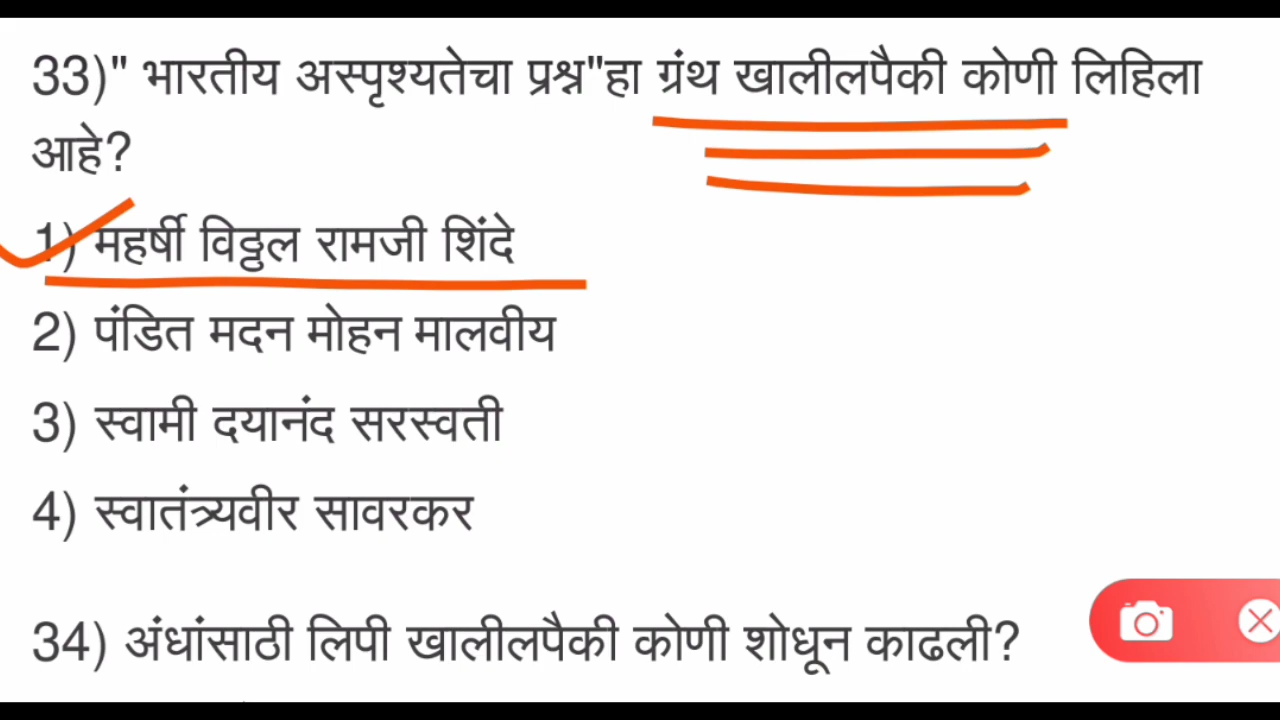 33)" भारतीय अस्पृश्यतेचा प्रश्न"हा ग्रंथ खालीलपैकी कोणी लिहिला
आहे?
1) महर्षी विठ्ठल रामजी शिंदे
2) पंडित मदन मोहन मालवीय
3) स्वामी दयानंद सरस्वती
4) स्वातंत्र्यवीर सावरकर
34) अंधांसाठी लिपी खालीलपैकी कोणी शोधून काढली?